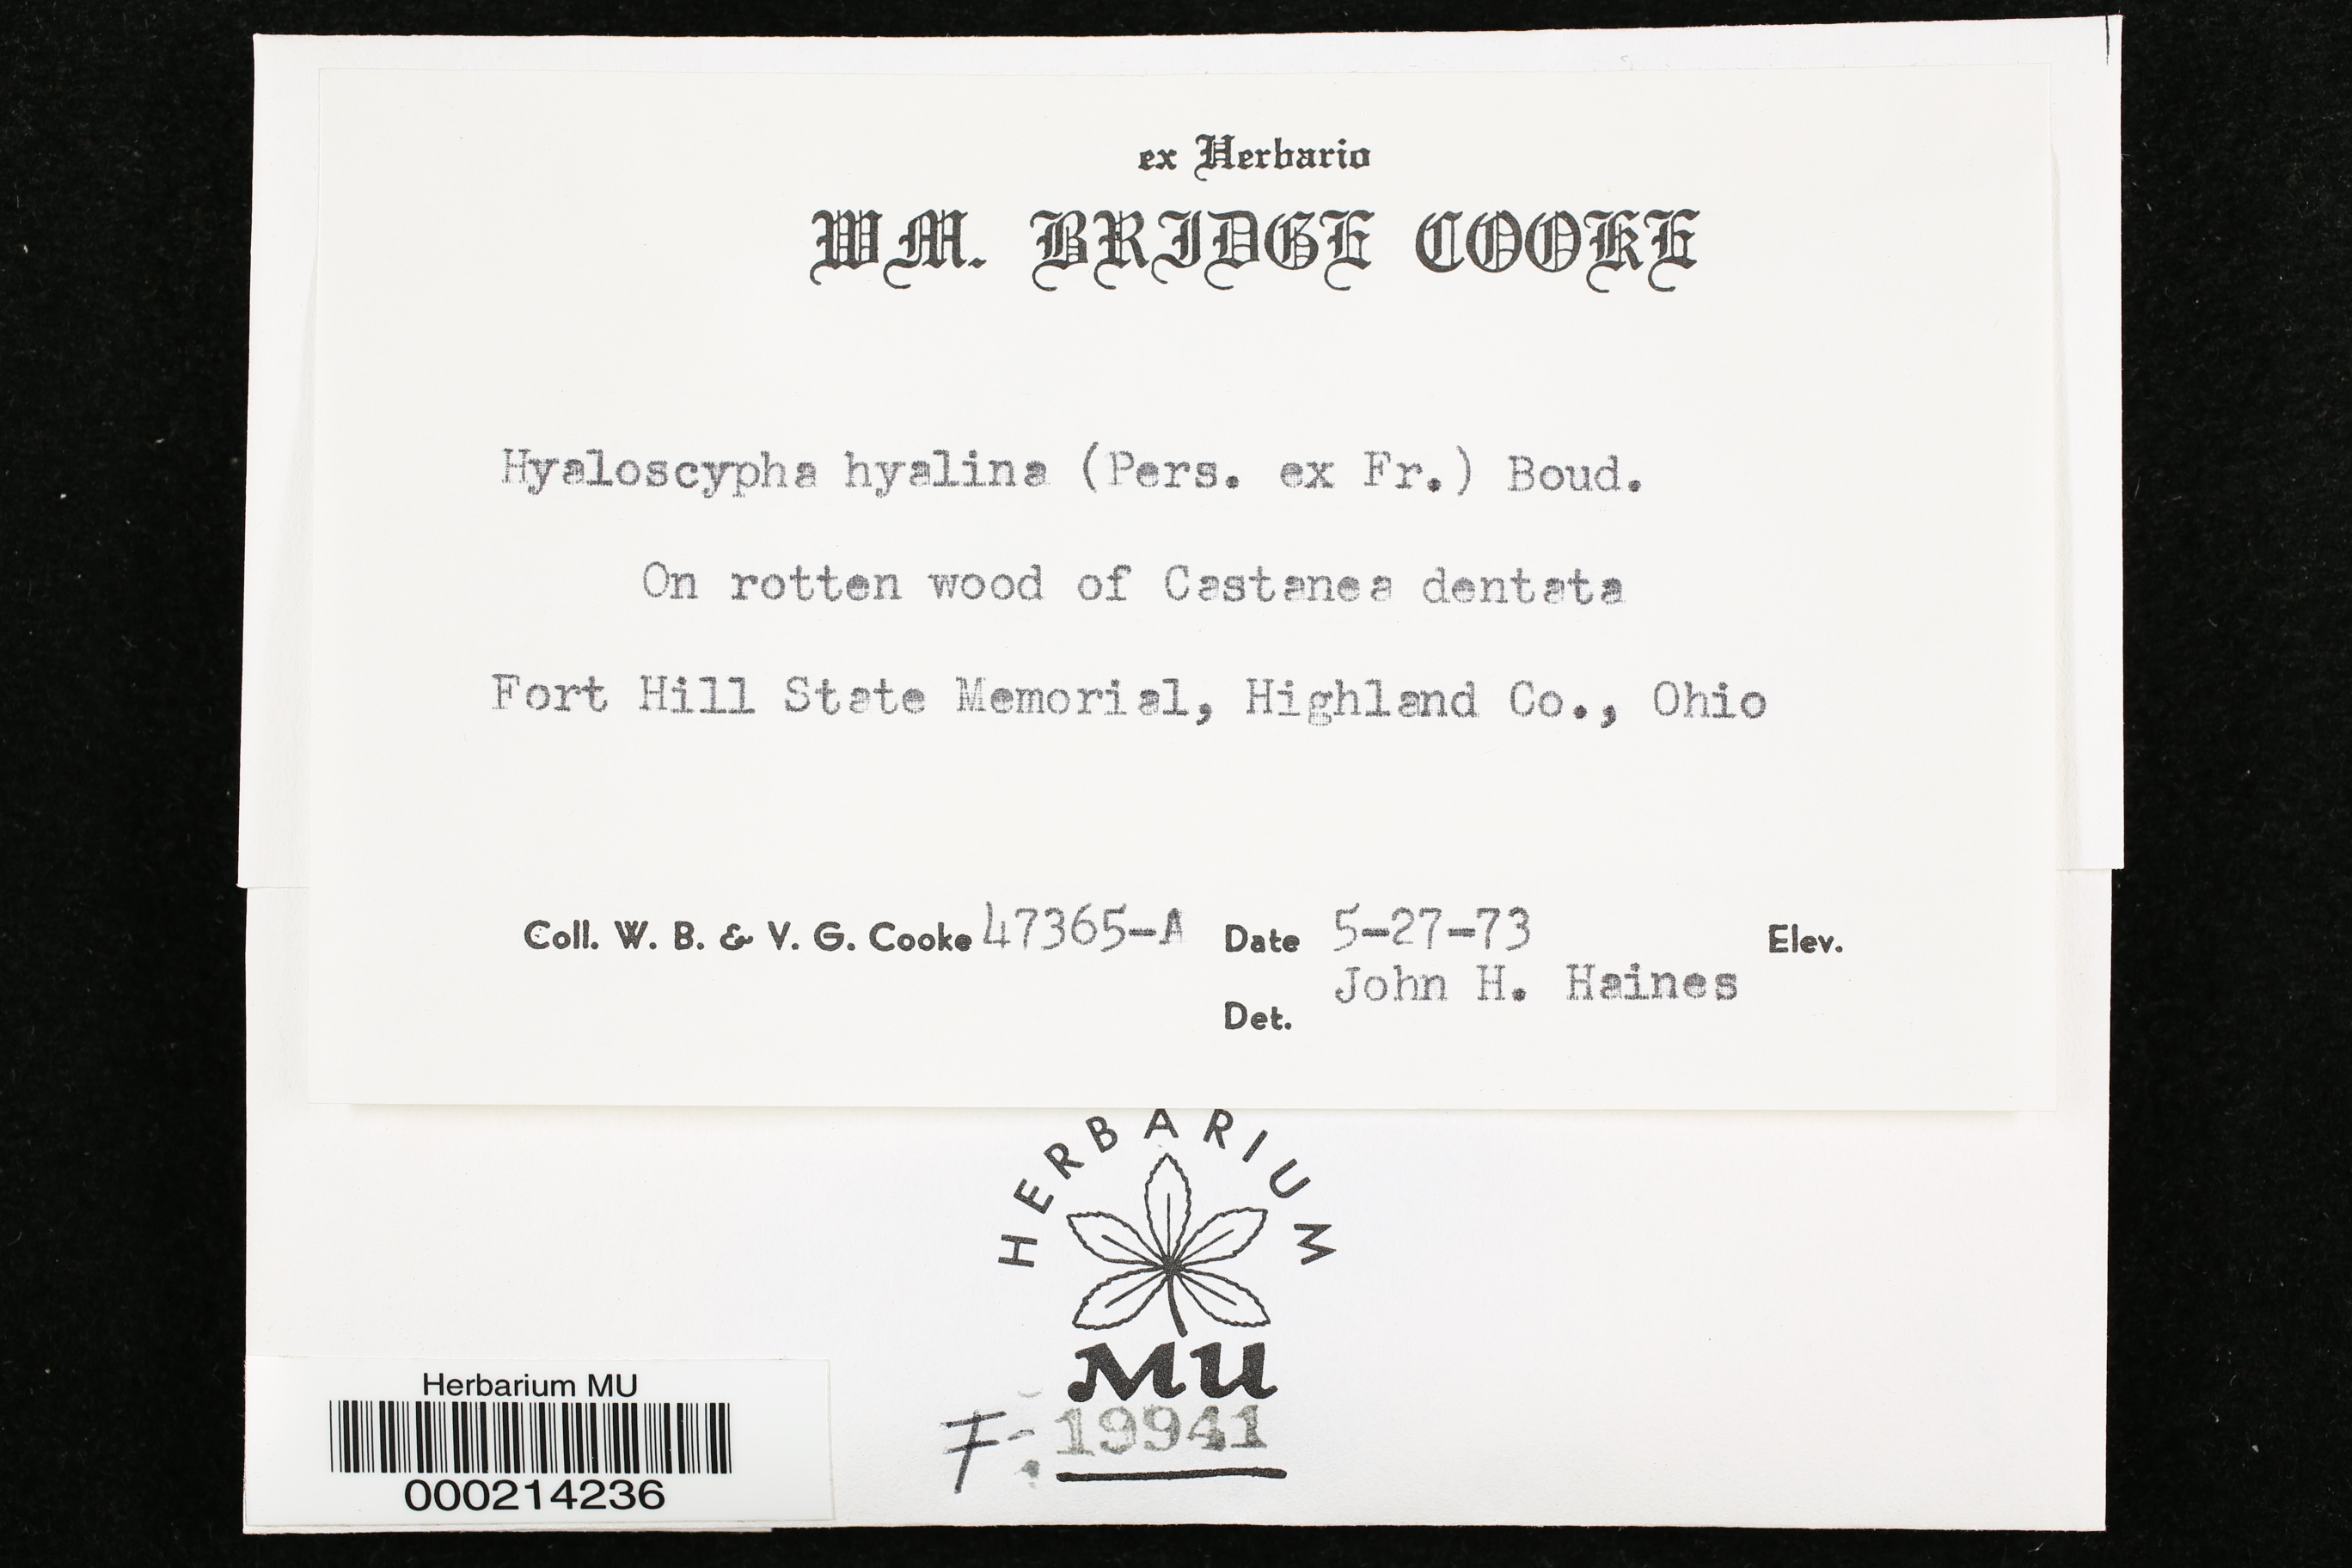 ex Herbario
WM. BRIDGE COOKE
Hyaloscypha hyalina (Pers. ex Fr.) Boud.
On rotten wood of Castanea dentata
Fort Hill State Memorial, Highland Co., Ohio
Coll. W. B. & V. G. Cooke 47365-A Date 5-27-73 Elev.
John H. Haines
Det.
HERBARIUM
MU
F-19941
Herbarium MU
000214236